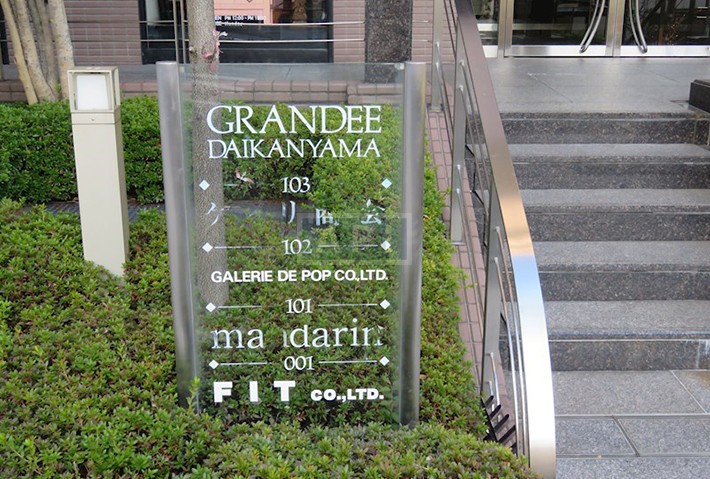 GRANDEE
DAIKANYAMA
103
102
GALERIE DE POP CO.,LTD.
101
mandarin
001
FIT CO.,LTD.